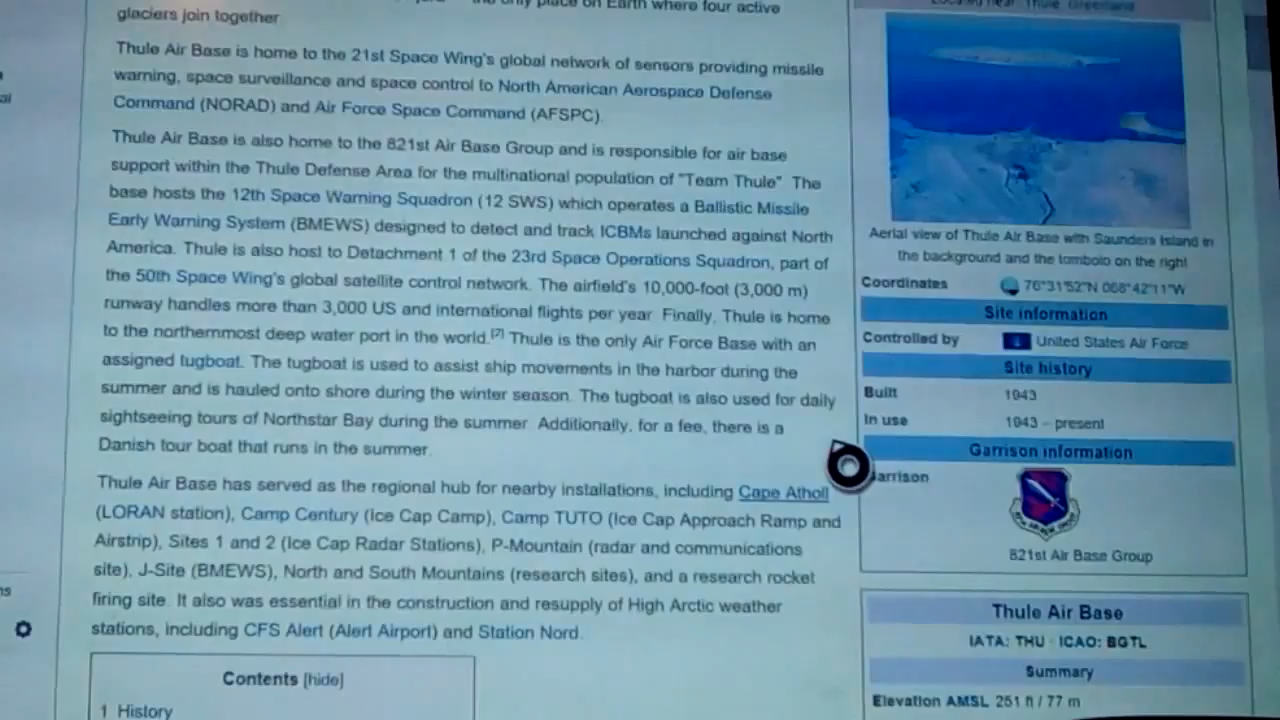 the only place on Earth where four active
glaciers join together
Thule Air Base is home to the 21st Space Wing's global network of sensors providing missile
warning, space surveillance and space control to North American Aerospace Defense
Command (NORAD) and Air Force Space Command (AFSPC).
Thule Air Base is also home to the 821st Air Base Group and is responsible for air base
support within the Thule Defense Area for the multinational population of "Team Thule" The
base hosts the 12th Space Warning Squadron (12 SWS) which operates a Ballistic Missile
Early Warning System (BMEWS) designed to detect and track ICBMs launched against North
America. Thule is also host to Detachment 1 of the 23rd Space Operations Squadron, part of
the 50th Space Wing's global satellite control network. The airfield's 10,000-foot (3,000 m)
runway handles more than 3,000 US and international flights per year Finally, Thule is home
to the northernmost deep water port in the world.[2] Thule is the only Air Force Base with an
assigned tugboat. The tugboat is used to assist ship movements in the harbor during the
summer and is hauled onto shore during the winter season. The tugboat is also used for daily
sightseeing tours of Northstar Bay during the summer Additionally, for a fee, there is a
Danish tour boat that runs in the summer.
Thule Air Base has served as the regional hub for nearby installations, including Cape Atholl
(LORAN station), Camp Century (Ice Cap Camp), Camp TUTO (Ice Cap Approach Ramp and
Airstrip), Sites 1 and 2 (Ice Cap Radar Stations), P-Mountain (radar and communications
site), J-Site (BMEWS), North and South Mountains (research sites), and a research rocket
firing site. It also was essential in the construction and resupply of High Arctic weather
stations, including CFS Alert (Alert Airport) and Station Nord.
Contents [hide]
1 History
Located near Thule, Greenland
Aerial view of Thule Air Base with Saunders Island in
the background and the tombolo on the right
Coordinates 76°31'52"N 068°42'11"W
Site information
Controlled by United States Air Force
Site history
Built 1943
In use 1943 – present
Garrison information
arrison
821st Air Base Group
Thule Air Base
IATA: THU · ICAO: BGTL
Summary
Elevation AMSL 251 ft / 77 m